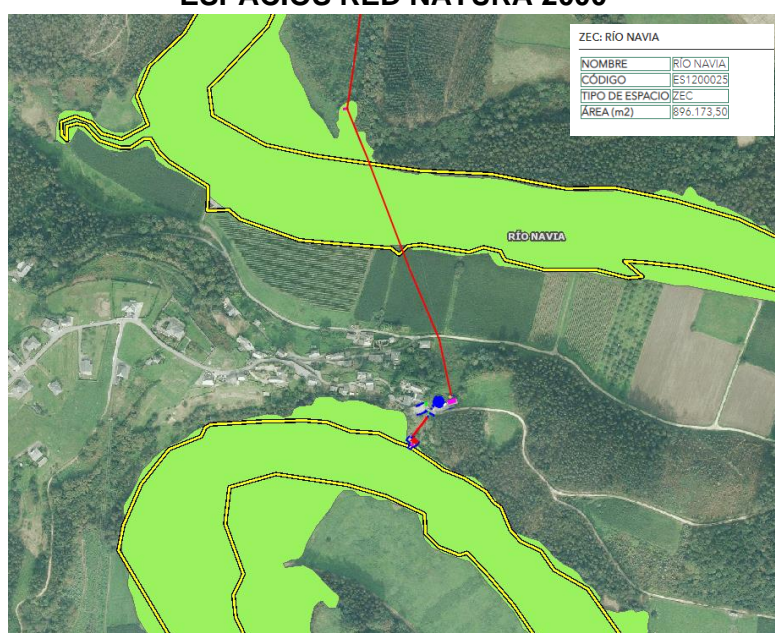 ESPACIOS RED NATURA 2000
ZEC: RÍO NAVIA
NOMBRE RÍO NAVIA
CÓDIGO ES1200025
TIPO DE ESPACIO ZEC
ÁREA (m2) 896.173,50
RÍO NAVIA